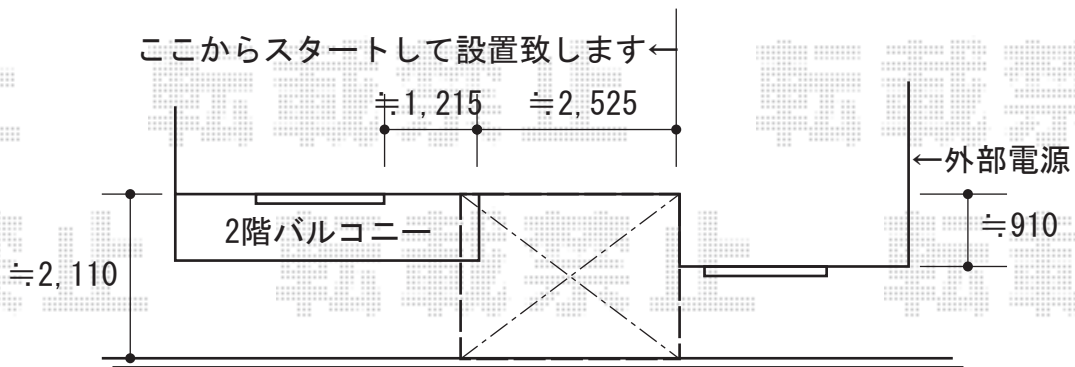 ここからスタートして設置致します←
≒1,215 ≒2,525
←外部電源
2階バルコニー
≒910
≒2,110